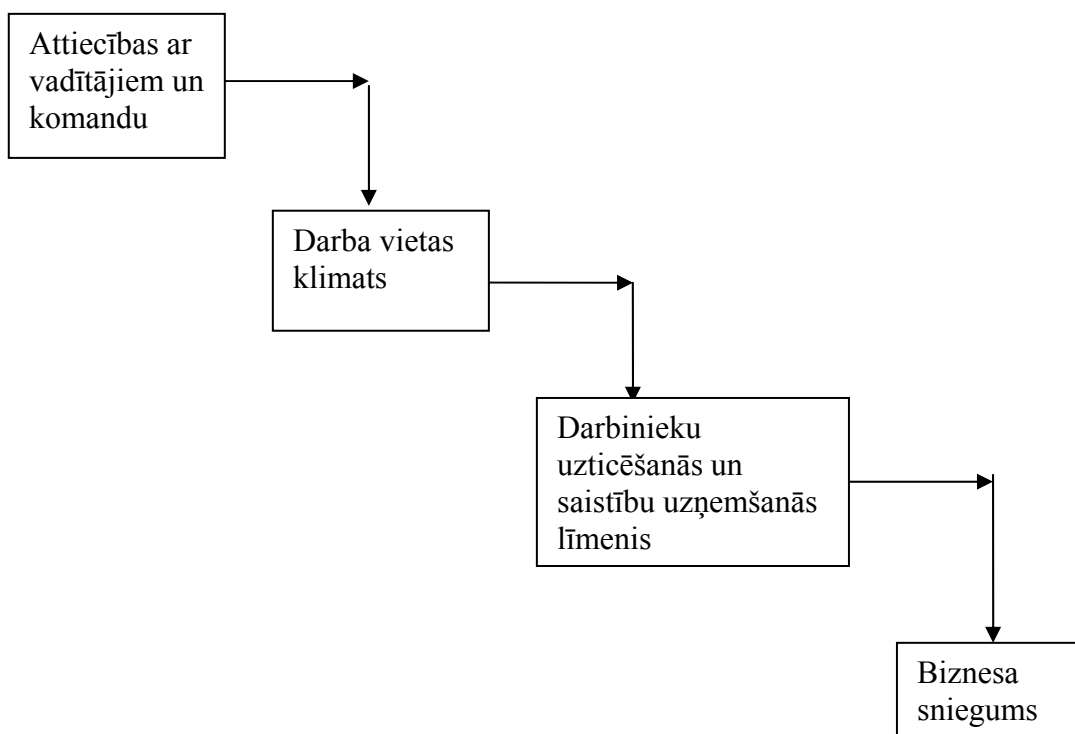 Attiecības ar
vadītājiem un
komandu
Darba vietas
klimats
Darbinieku
uzticēšanās un
saistību uzņemšanās
līmenis
Biznesa
sniegums